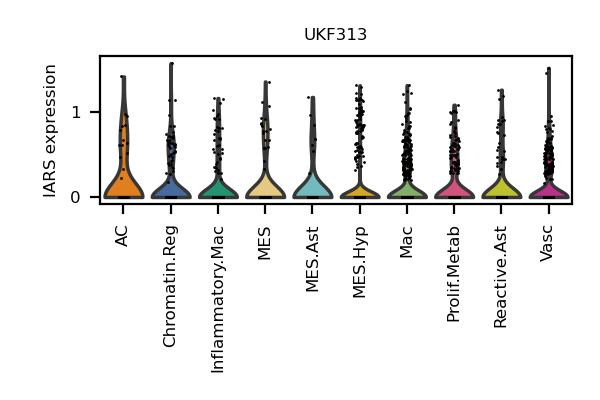 UKF313
IARS expression
1
0
AC
Chromatin.Reg
Inflammatory.Mac
MES
MES.Ast
MES.Hyp
Mac
Prolif.Metab
Reactive.Ast
Vasc